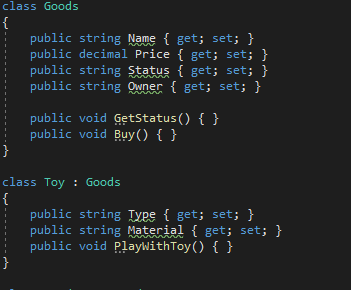 class Goods
{
public string Name { get; set; }
public decimal Price { get; set; }
public string Status { get; set; }
public string Owner { get; set; }
public void GetStatus() { }
public void Buy() { }
}
class Toy : Goods
{
public string Type { get; set; }
public string Material { get; set; }
public void PlayWithToy() { }
}